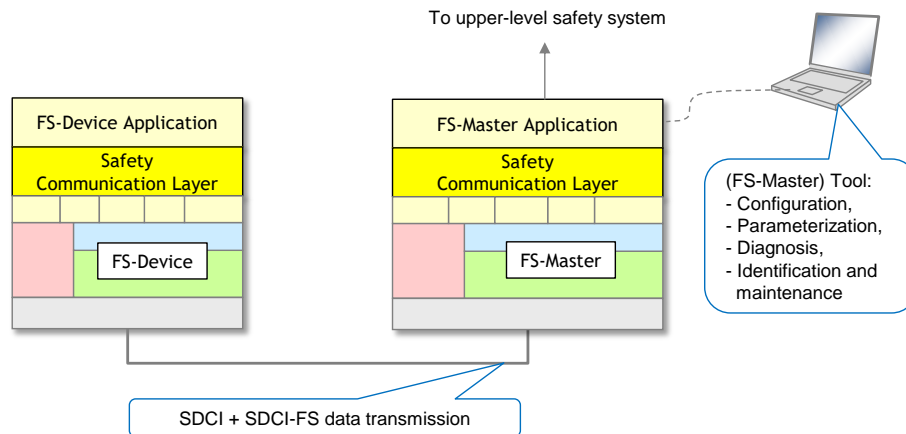 To upper-level safety system
FS-Device Application
Safety
Communication Layer
FS-Device
FS-Master Application
Safety
Communication Layer
FS-Master
(FS-Master) Tool:
- Configuration,
- Parameterization,
- Diagnosis,
- Identification and
maintenance
SDCI + SDCI-FS data transmission